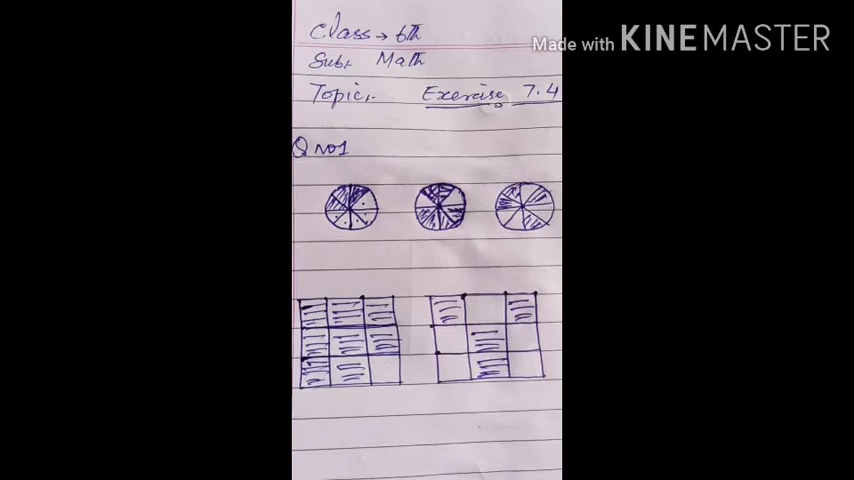 Class → 6th
Made with KINEMASTER
Sub:- Math
Topic:- Exercise 7.4
Q NO1